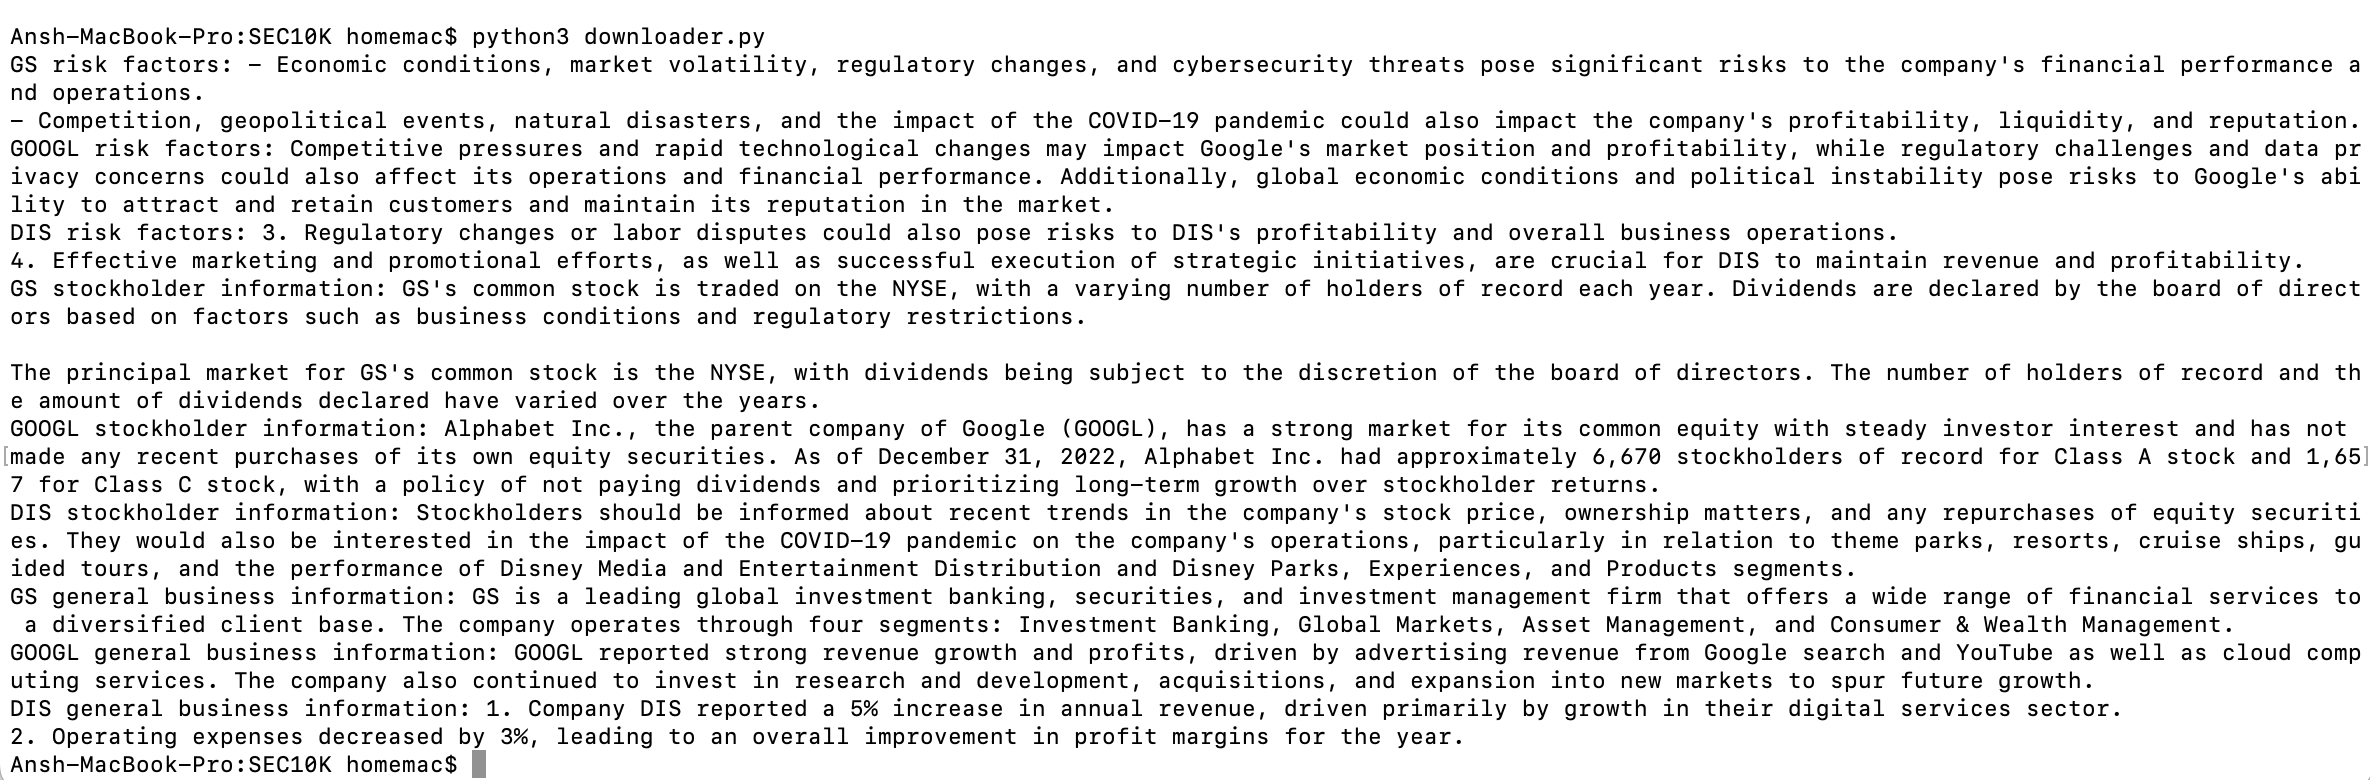 Ansh-MacBook-Pro:SEC10K homemac$ python3 downloader.py
GS risk factors: - Economic conditions, market volatility, regulatory changes, and cybersecurity threats pose significant risks to the company's financial performance a
nd operations.
- Competition, geopolitical events, natural disasters, and the impact of the COVID-19 pandemic could also impact the company's profitability, liquidity, and reputation.
GOOGL risk factors: Competitive pressures and rapid technological changes may impact Google's market position and profitability, while regulatory challenges and data pr
ivacy concerns could also affect its operations and financial performance. Additionally, global economic conditions and political instability pose risks to Google's abi
lity to attract and retain customers and maintain its reputation in the market.
DIS risk factors: 3. Regulatory changes or labor disputes could also pose risks to DIS's profitability and overall business operations.
4. Effective marketing and promotional efforts, as well as successful execution of strategic initiatives, are crucial for DIS to maintain revenue and profitability.
GS stockholder information: GS's common stock is traded on the NYSE, with a varying number of holders of record each year. Dividends are declared by the board of direct
ors based on factors such as business conditions and regulatory restrictions.

The principal market for GS's common stock is the NYSE, with dividends being subject to the discretion of the board of directors. The number of holders of record and th
e amount of dividends declared have varied over the years.
GOOGL stockholder information: Alphabet Inc., the parent company of Google (GOOGL), has a strong market for its common equity with steady investor interest and has not
[made any recent purchases of its own equity securities. As of December 31, 2022, Alphabet Inc. had approximately 6,670 stockholders of record for Class A stock and 1,65]
7 for Class C stock, with a policy of not paying dividends and prioritizing long-term growth over stockholder returns.
DIS stockholder information: Stockholders should be informed about recent trends in the company's stock price, ownership matters, and any repurchases of equity securiti
es. They would also be interested in the impact of the COVID-19 pandemic on the company's operations, particularly in relation to theme parks, resorts, cruise ships, gu
ided tours, and the performance of Disney Media and Entertainment Distribution and Disney Parks, Experiences, and Products segments.
GS general business information: GS is a leading global investment banking, securities, and investment management firm that offers a wide range of financial services to
 a diversified client base. The company operates through four segments: Investment Banking, Global Markets, Asset Management, and Consumer & Wealth Management.
GOOGL general business information: GOOGL reported strong revenue growth and profits, driven by advertising revenue from Google search and YouTube as well as cloud comp
uting services. The company also continued to invest in research and development, acquisitions, and expansion into new markets to spur future growth.
DIS general business information: 1. Company DIS reported a 5% increase in annual revenue, driven primarily by growth in their digital services sector.
2. Operating expenses decreased by 3%, leading to an overall improvement in profit margins for the year.
Ansh-MacBook-Pro:SEC10K homemac$